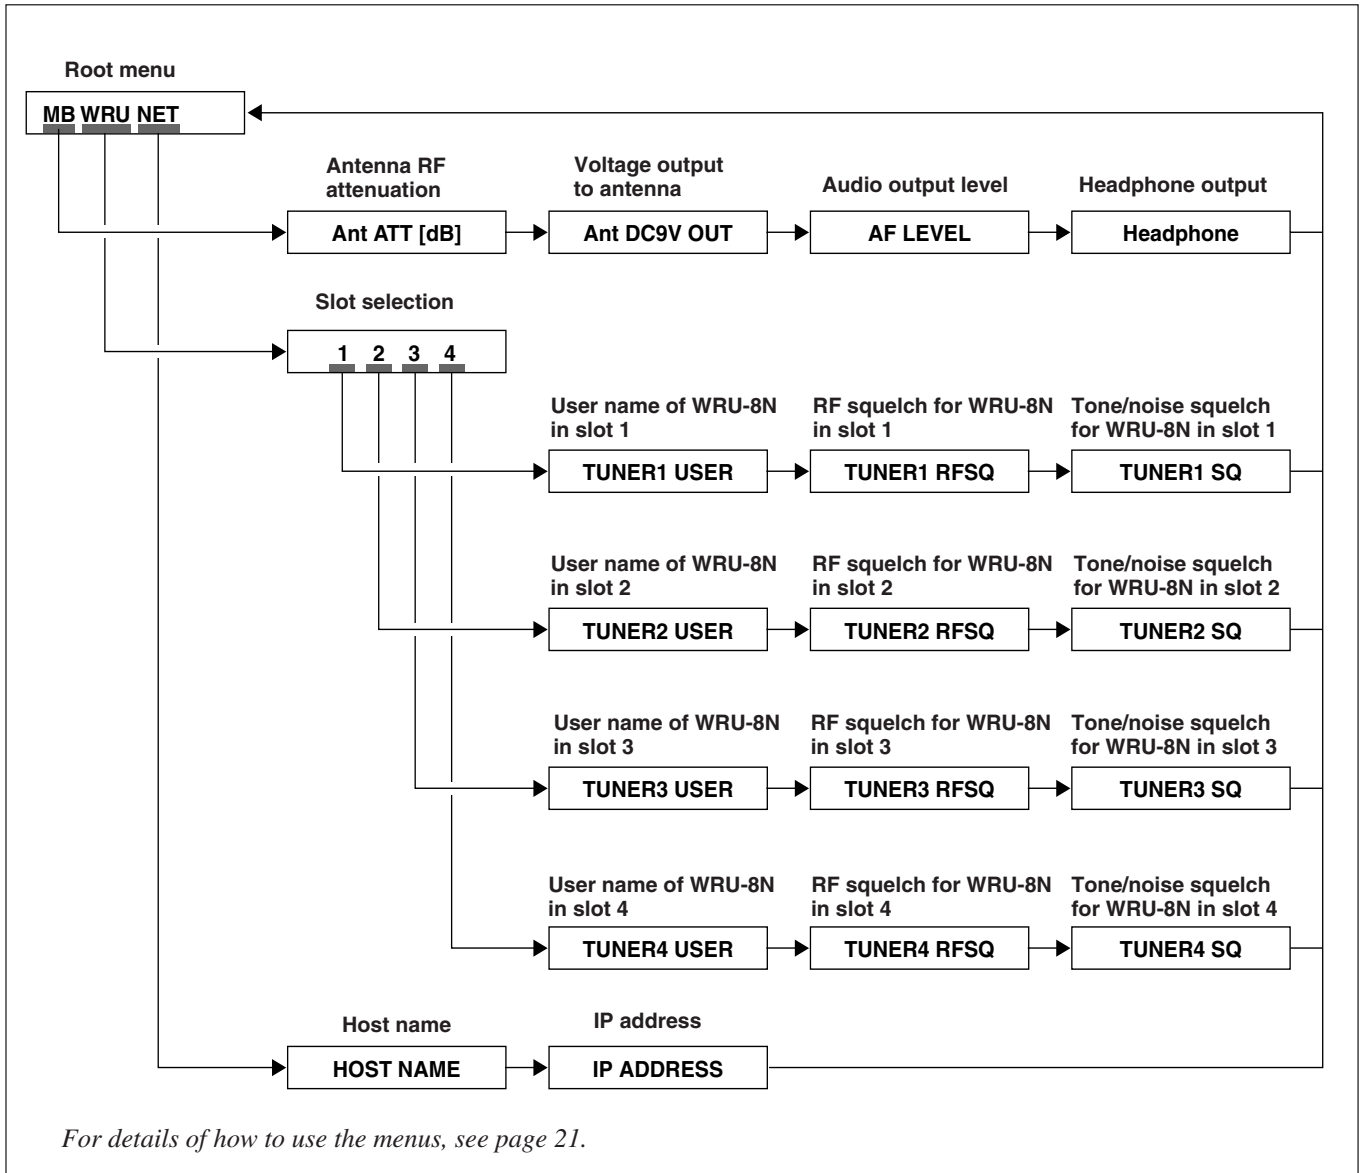 Root menu
MB WRU NET
Antenna RF
attenuation
Voltage output
to antenna
Audio output level
Headphone output
Ant ATT [dB]
Ant DC9V OUT
AF LEVEL
Headphone
Slot selection
1 2 3 4
User name of WRU-8N
in slot 1
RF squelch for WRU-8N
in slot 1
Tone/noise squelch
for WRU-8N in slot 1
TUNER1 USER
TUNER1 RFSQ
TUNER1 SQ
User name of WRU-8N
in slot 2
RF squelch for WRU-8N
in slot 2
Tone/noise squelch
for WRU-8N in slot 2
TUNER2 USER
TUNER2 RFSQ
TUNER2 SQ
User name of WRU-8N
in slot 3
RF squelch for WRU-8N
in slot 3
Tone/noise squelch
for WRU-8N in slot 3
TUNER3 USER
TUNER3 RFSQ
TUNER3 SQ
User name of WRU-8N
in slot 4
RF squelch for WRU-8N
in slot 4
Tone/noise squelch
for WRU-8N in slot 4
TUNER4 USER
TUNER4 RFSQ
TUNER4 SQ
Host name
IP address
HOST NAME
IP ADDRESS
For details of how to use the menus, see page 21.